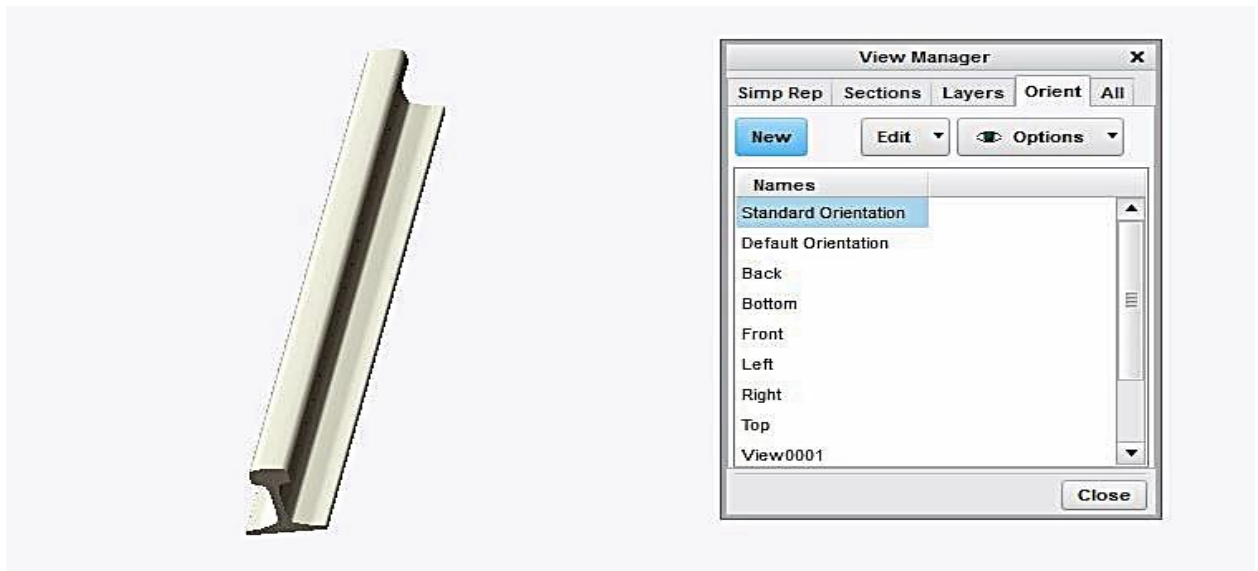 View Manager X
Simp Rep Sections Layers Orient All
New Edit Options
Names
Standard Orientation
Default Orientation
Back
Bottom
Front
Left
Right
Top
View0001
Close